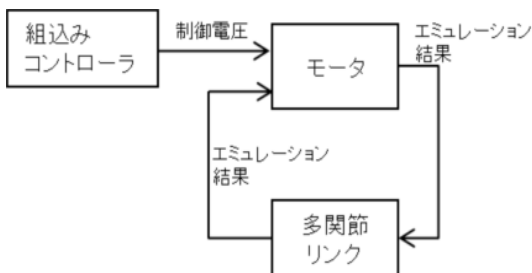 組込み
コントローラ
制御電圧
モータ
エミュレーション
結果
エミュレーション
結果
多関節
リンク